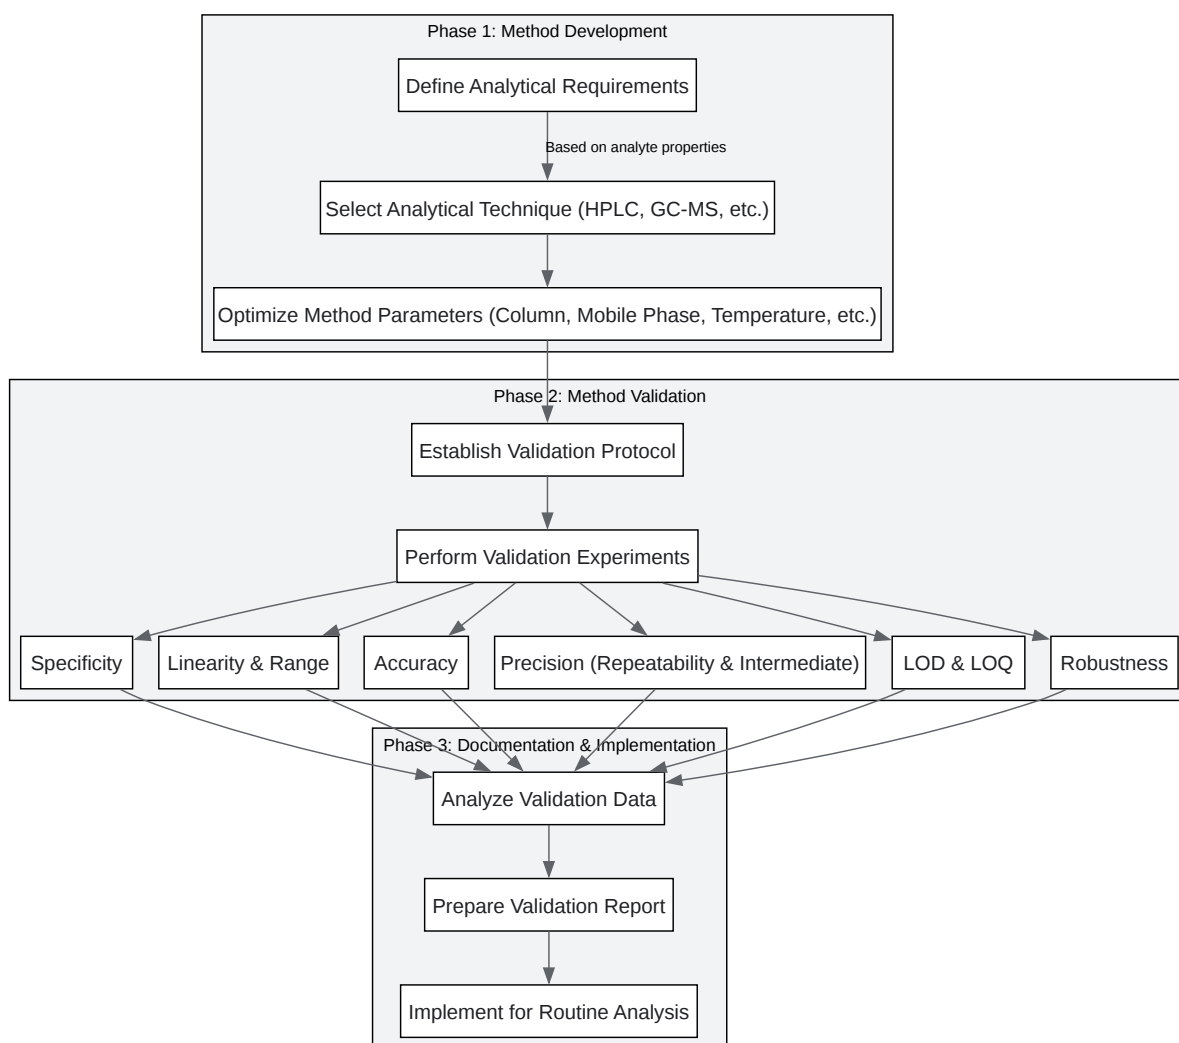 Phase 1: Method Development
Define Analytical Requirements
Based on analyte properties
Select Analytical Technique (HPLC, GC-MS, etc.)
Optimize Method Parameters (Column, Mobile Phase, Temperature, etc.)
Phase 2: Method Validation
Establish Validation Protocol
Perform Validation Experiments
Specificity
Linearity & Range
Accuracy
Precision (Repeatability & Intermediate)
LOD & LOQ
Robustness
Phase 3: Documentation & Implementation
Analyze Validation Data
Prepare Validation Report
Implement for Routine Analysis